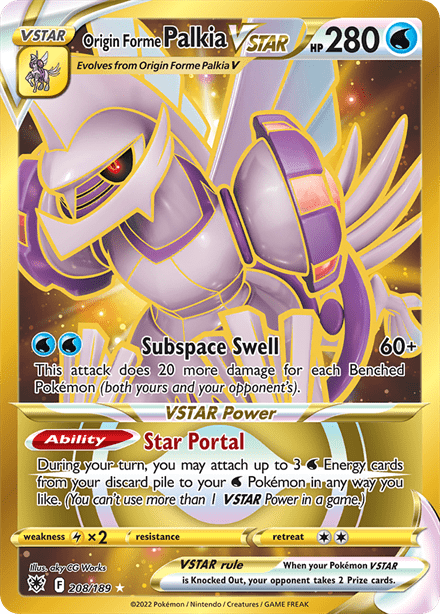 VSTAR
Origin Forme Palkia VSTAR HP 280
Evolves from Origin Forme Palkia V
Subspace Swell 60+
This attack does 20 more damage for each Benched
Pokémon (both yours and your opponent's).
VSTAR Power
Ability Star Portal
During your turn, you may attach up to 3 Energy cards
from your discard pile to your Pokémon in any way you
like. (You can't use more than 1 VSTAR Power in a game.)
weakness ×2 resistance retreat
Illus. aky CG Works
VSTAR rule When your Pokémon VSTAR
is Knocked Out, your opponent takes 2 Prize cards.
F 208/189
©2022 Pokémon / Nintendo / Creatures / GAME FREAK